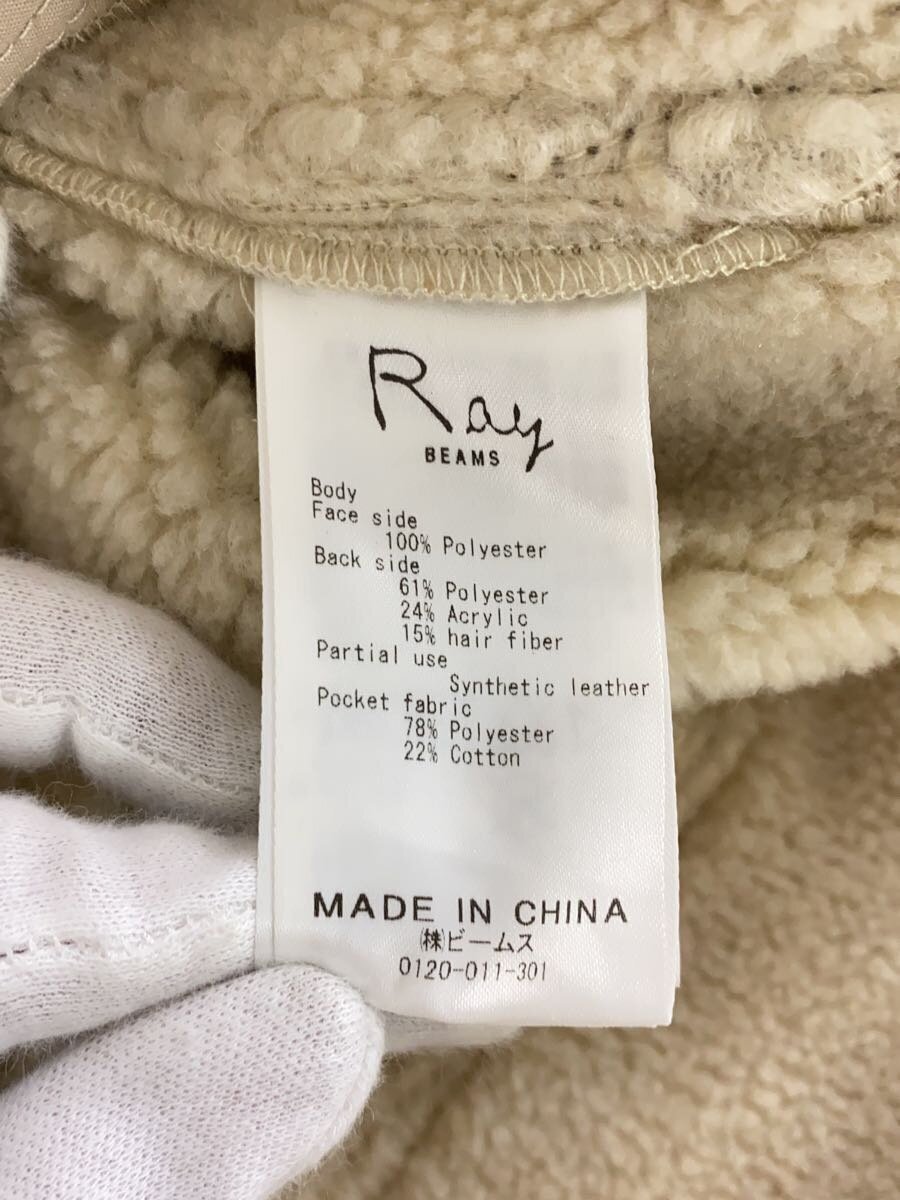 Ray
BEAMS
Body
Face side
100% Polyester
Back side
61% Polyester
24% Acrylic
15% hair fiber
Partial use
Synthetic leather
Pocket fabric
78% Polyester
22% Cotton
MADE IN CHINA
㈱ビームス
0120-011-301